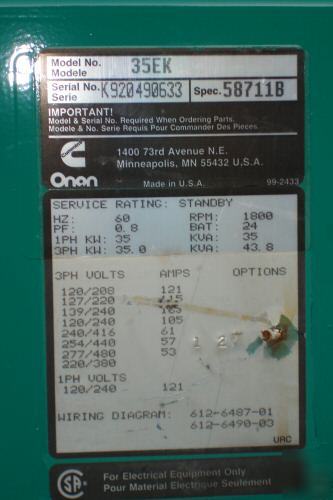 Model No. 35EK
Modele
Serial No. K920490633 Spec. 58711B
Serie
IMPORTANT!
Model & Serial No. Required When Ordering Parts.
Modele & No. Serie Requis Pour Commander Des Pieces.
Onan
1400 73rd Avenue N.E.
Minneapolis, MN 55432 U.S.A.
Made in U.S.A. 99-2433
SERVICE RATING: STANDBY
HZ: 60 RPM: 1800
PF: 0.8 BAT: 24
1PH KW: 35 KVA: 35
3PH KW: 35.0 KVA: 43.8
3PH VOLTS AMPS OPTIONS
120/208 121
127/220 115
139/240
120/240 105
240/416 61
254/440 57 1 2
277/480 53
220/380
1PH VOLTS
120/240 121
WIRING DIAGRAM: 612-6487-01
612-6490-03
UAC
SA
For Electrical Equipment Only
Pour Material Electrique Seulement